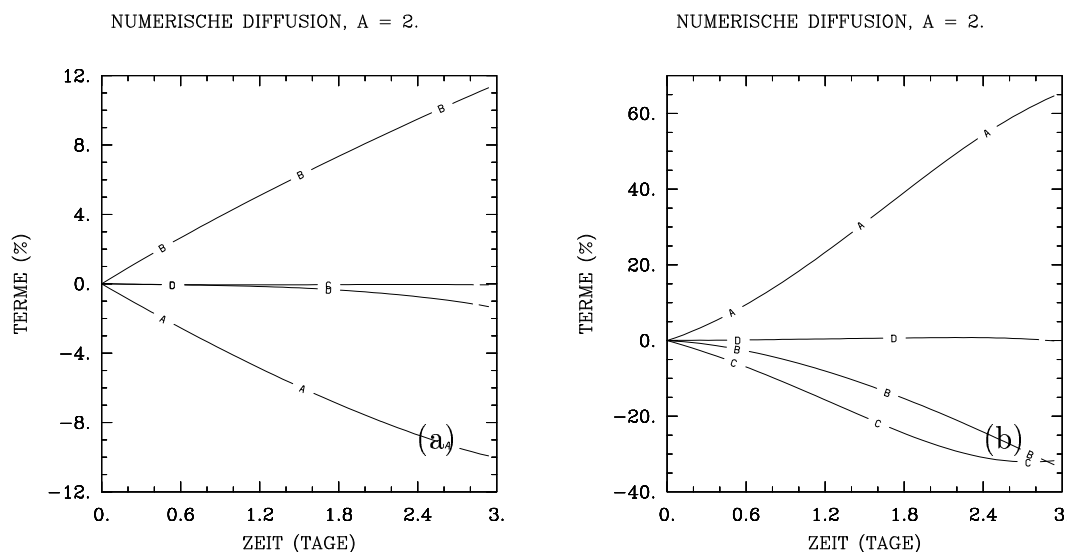 NUMERISCHE DIFFUSION, A = 2.
12.
8.
4.
0.
−4.
−8.
−12.
TERME (%)
B
B
B
D
C
D
A
A
A
(a)
0. 0.6 1.2 1.8 2.4 3.
ZEIT (TAGE)
NUMERISCHE DIFFUSION, A = 2.
60.
40.
20.
0.
−20.
−40.
TERME (%)
A
A
A
D
D
B
C
B
C
B
C
(b)
0. 0.6 1.2 1.8 2.4 3
ZEIT (TAGE)